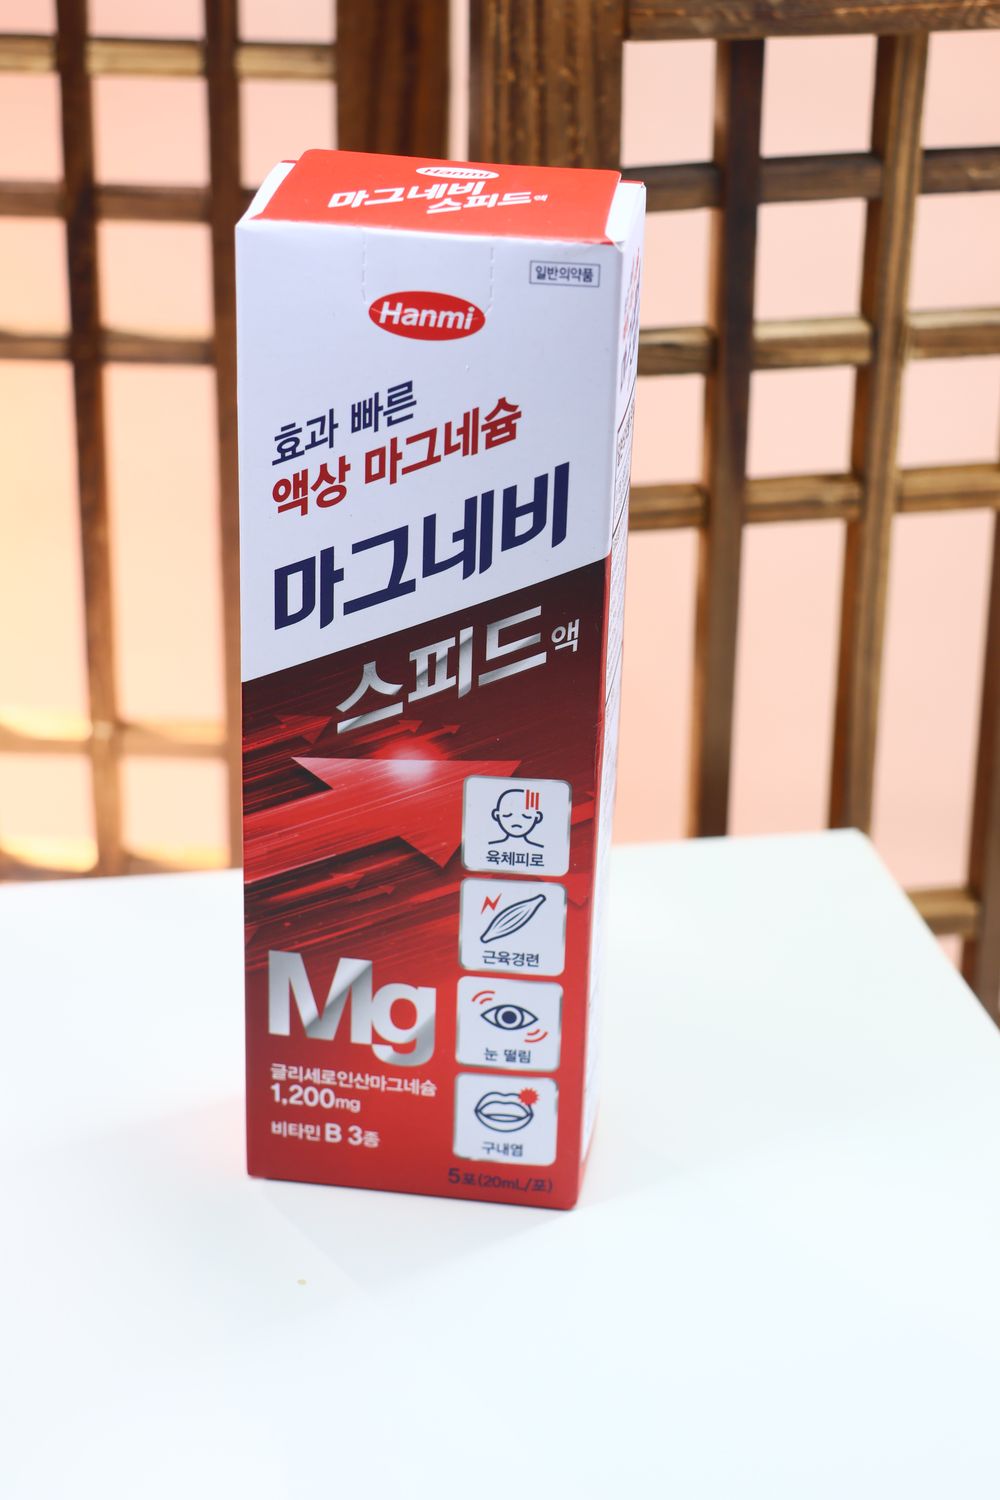 Hanmi
마그네비
스피드액
일반의약품
Hanmi
효과 빠른
액상 마그네슘
마그네비
스피드액
육체피로
근육경련
눈 떨림
구내염
Mg
글리세로인산마그네슘
1,200mg
비타민 B 3종
5포(20mL/포)